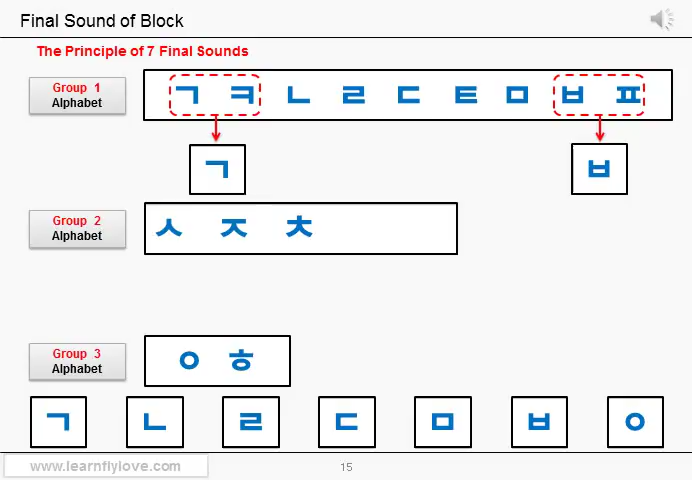 Final Sound of Block
The Principle of 7 Final Sounds
Group 1
Alphabet
ㄱ ㅋ ㄴ ㄹ ㄷ ㅌ ㅁ ㅂ ㅍ
ㄱ ㅂ
Group 2
Alphabet
ㅅ ㅈ ㅊ
Group 3
Alphabet
ㅇ ㅎ
ㄱ ㄴ ㄹ ㄷ ㅁ ㅂ ㅇ
www.learnflylove.com
15